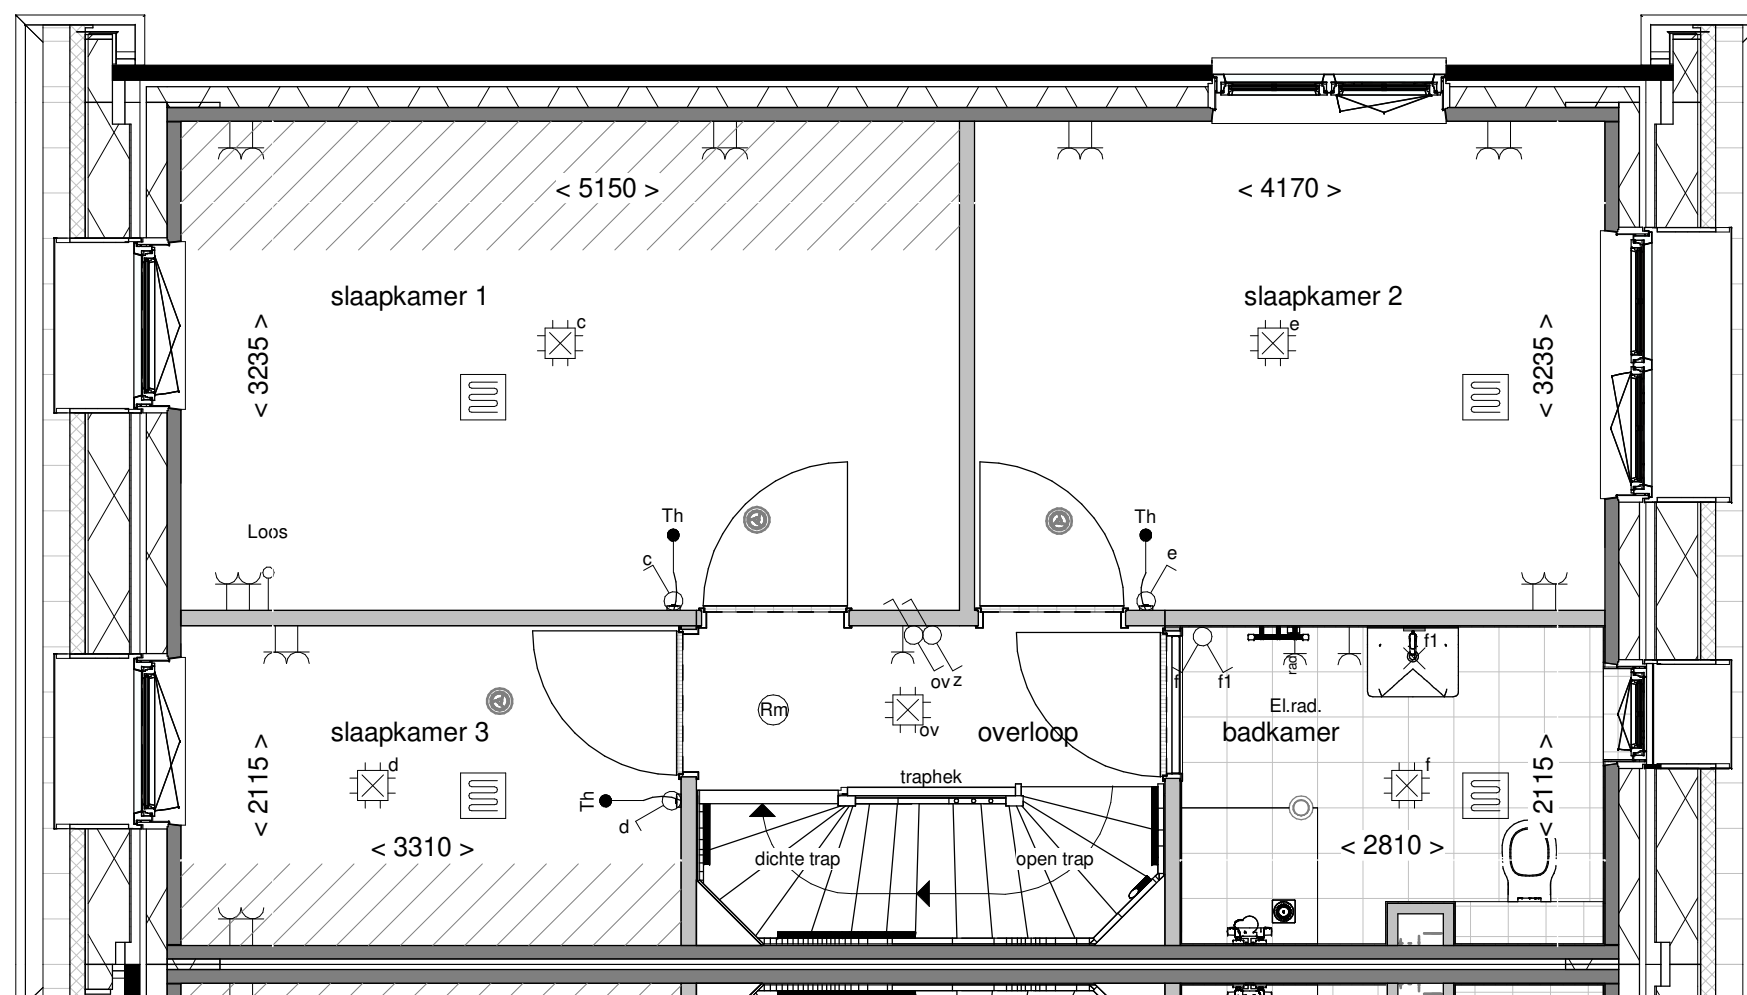 < 5150 >
< 4170 >
slaapkamer 1
slaapkamer 2
c
e
< 3235 >
< 3235 >
Th
Th
Loos
c
e
f1
rad
ov
z
f
f1
Rm
El.rad.
slaapkamer 3
ov
overloop
badkamer
d
f
traphek
< 2115 >
< 2115 >
Th
d
< 3310 >
dichte trap
open trap
< 2810 >